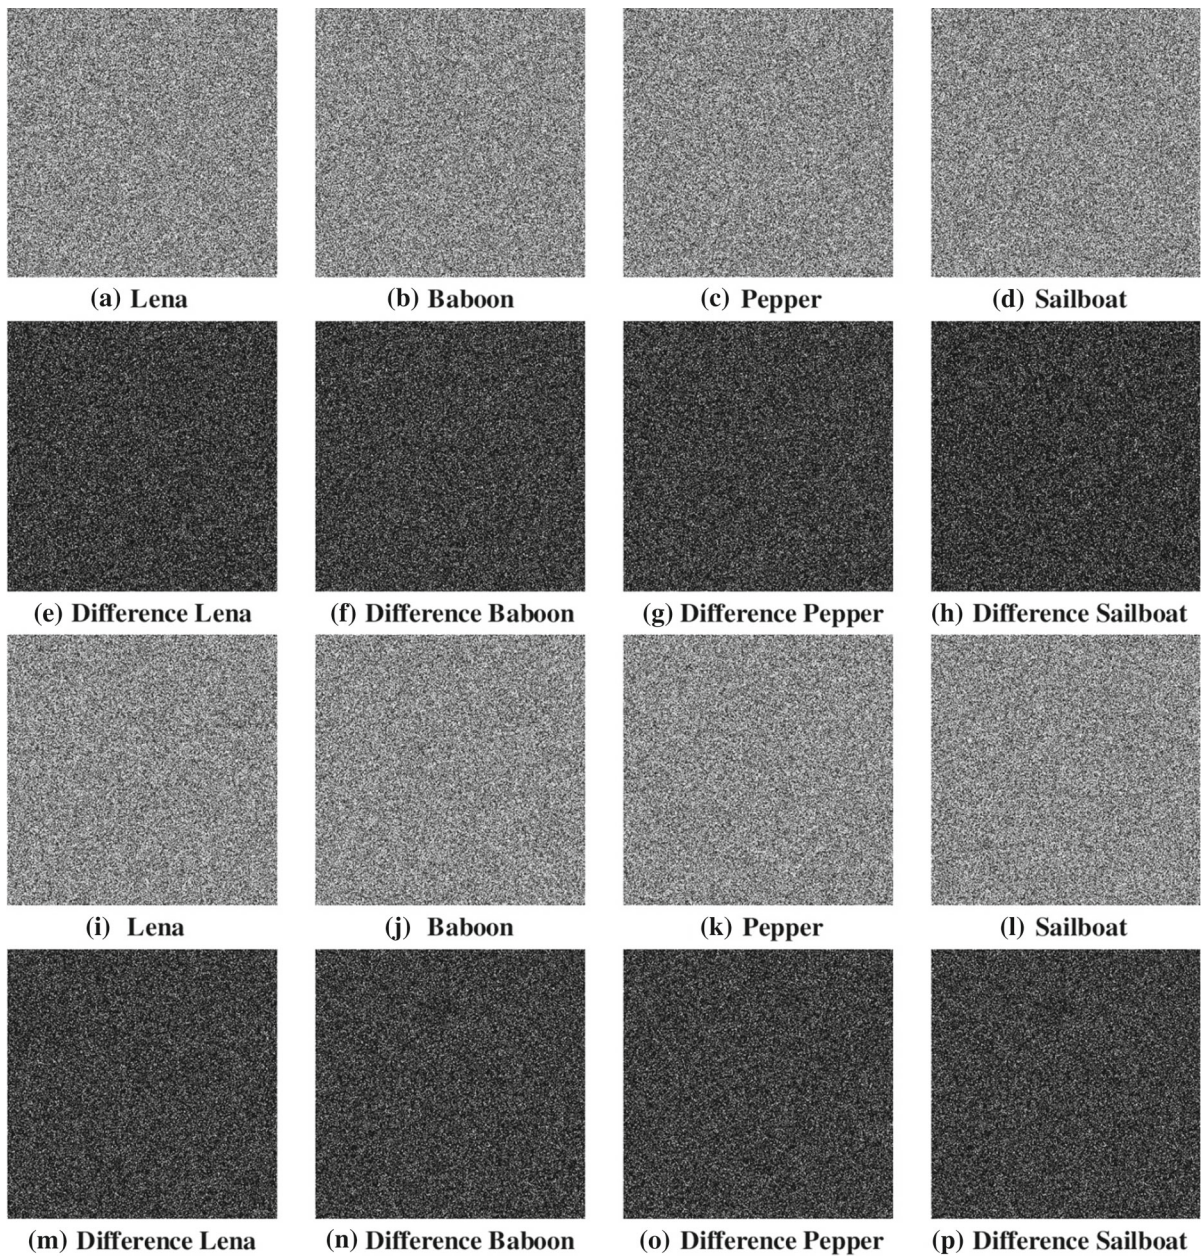 (a) Lena (b) Baboon (c) Pepper (d) Sailboat
(e) Difference Lena (f) Difference Baboon (g) Difference Pepper (h) Difference Sailboat
(i) Lena (j) Baboon (k) Pepper (l) Sailboat
(m) Difference Lena (n) Difference Baboon (o) Difference Pepper (p) Difference Sailboat